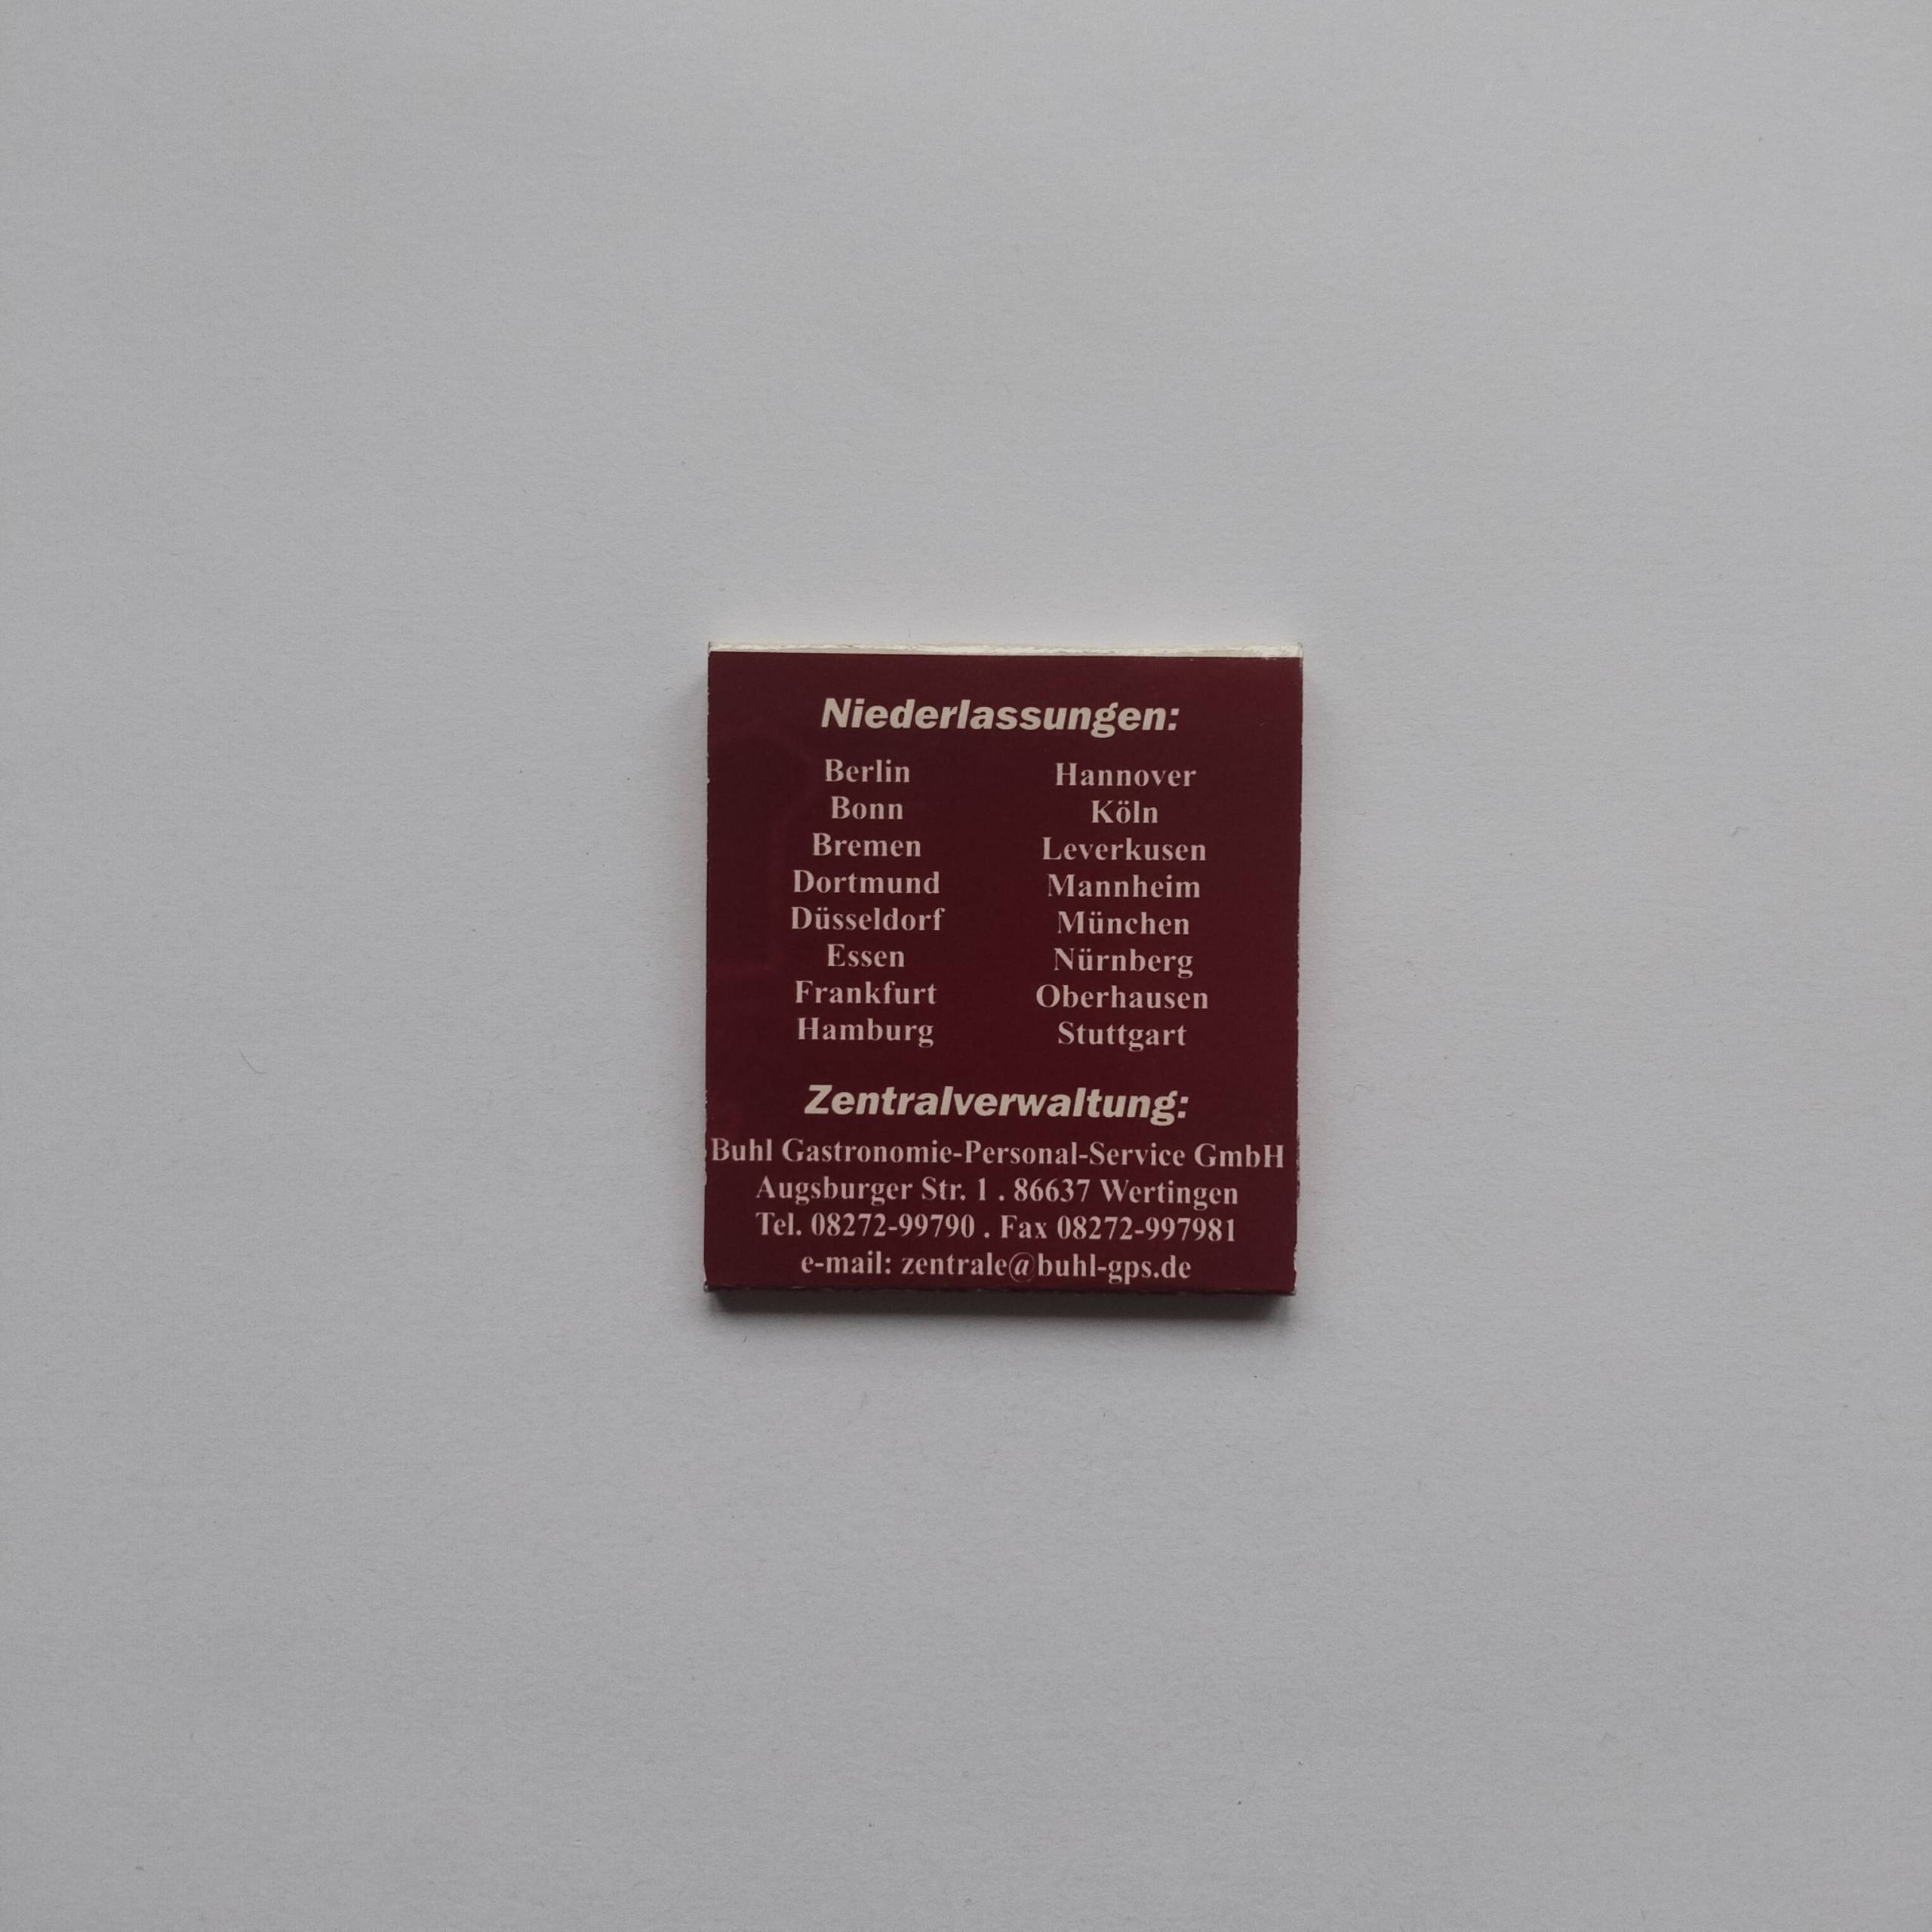 Niederlassungen:
Berlin
Bonn
Bremen
Dortmund
Düsseldorf
Essen
Frankfurt
Hamburg
Hannover
Köln
Leverkusen
Mannheim
München
Nürnberg
Oberhausen
Stuttgart
Zentralverwaltung:
Buhl Gastronomie-Personal-Service GmbH
Augsburger Str. 1 . 86637 Wertingen
Tel. 08272-99790 . Fax 08272-997981
e-mail: zentrale@buhl-gps.de